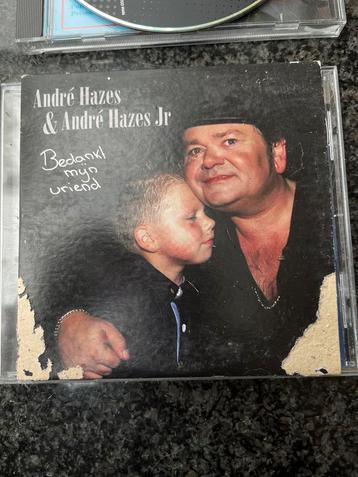 André Hazes
& André Hazes Jr
Bedankt
mijn
vriend